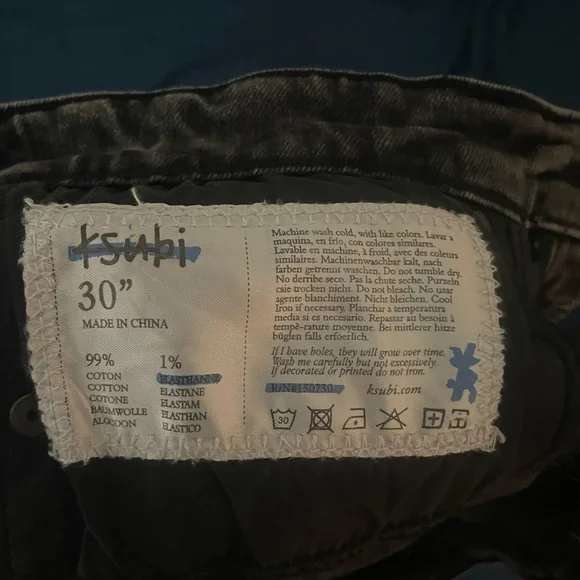 ksubi
30"
MADE IN CHINA
99%
COTON
COTTON
COTONE
BAUMWOLLE
ALGODON
1%
ELASTHANNE
ELASTANE
ELASTAM
ELASTHAN
ELASTICO
Machine wash cold, with like colors. Lavar a
maquina, en frio, con colores similares.
Lavable en machine, à froid, avec des coleurs
similaires. Machinenwaschbar kalt, nach
farben getrennt waschen. Do not tumble dry.
No derribe seco. Pas la chute seche. Purzeln
csie trocken nicht. Do not bleach. No usar
agente blanchiment. Nicht bleichen. Cool
Iron if necessary. Planchar a temperatura
media si es necesario. Repassar au besoin à
tempé-rature moyenne. Bei mittlerer hitze
büglen falls erfoerlich.
If I have holes, they will grow over time.
Wash me carefully but not excessively.
If decorated or printed do not iron.
R/N#150730
ksubi.com
30